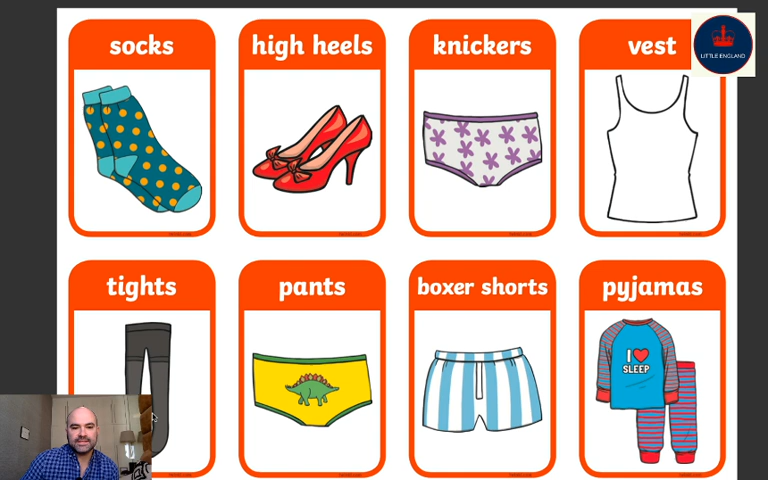 socks
high heels
knickers
vest
LITTLE ENGLAND
tights
pants
boxer shorts
pyjamas
I
SLEEP